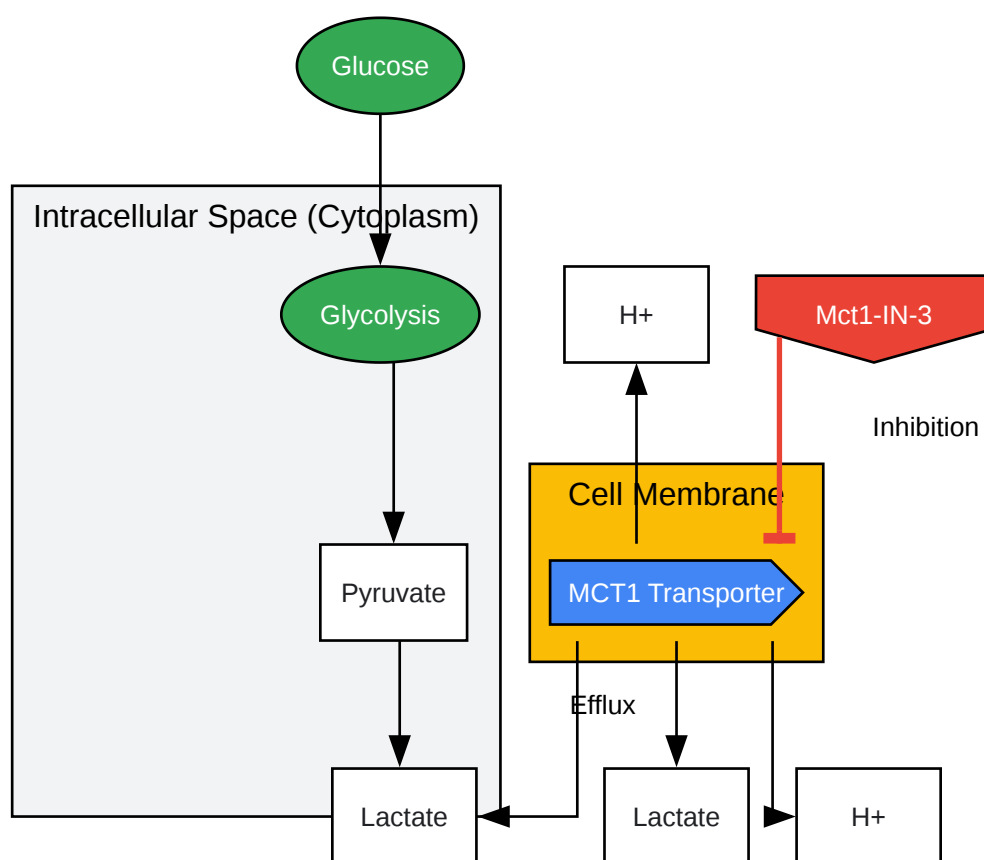 Glucose
Intracellular Space (Cytoplasm)
Glycolysis
H+
Mct1-IN-3
Inhibition
Cell Membrane
Pyruvate
MCT1 Transporter
Efflux
Lactate
Lactate
H+